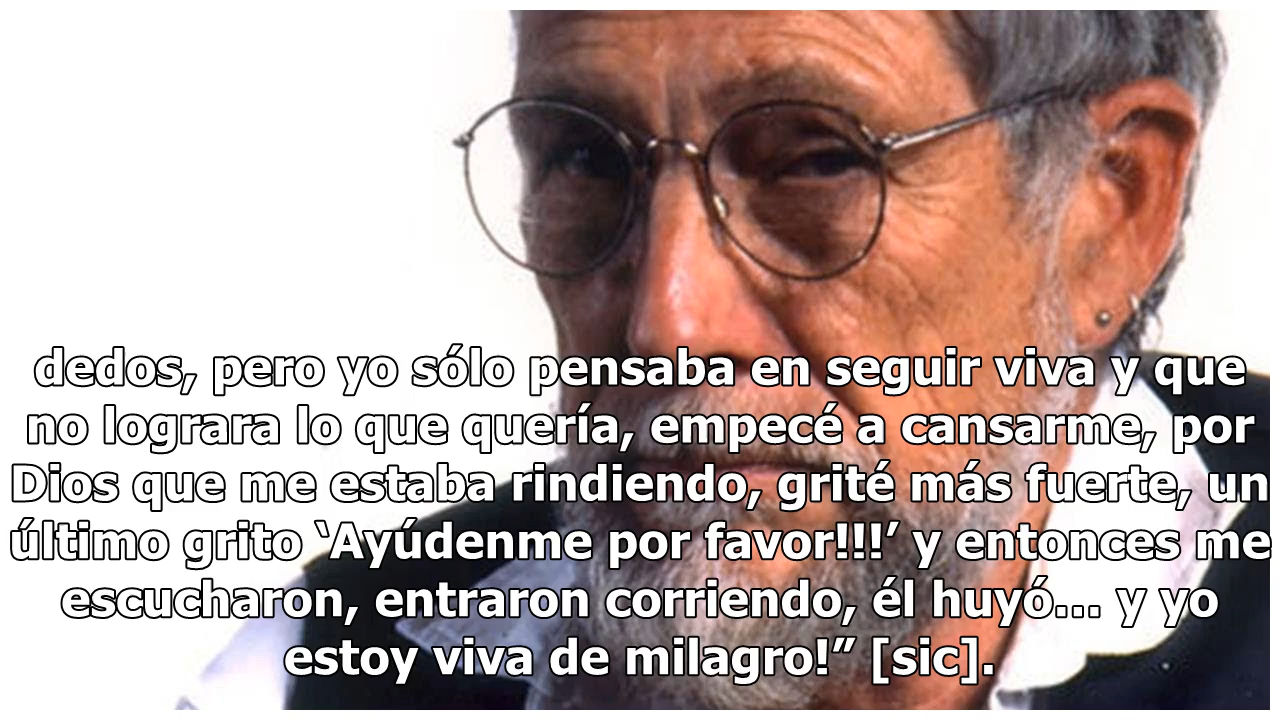 dedos, pero yo sólo pensaba en seguir viva y que
no lograra lo que quería, empecé a cansarme, por
Dios que me estaba rindiendo, grité más fuerte, un
último grito ‘Ayúdenme por favor!!!’ y entonces me
escucharon, entraron corriendo, él huyó... y yo
estoy viva de milagro!” [sic].